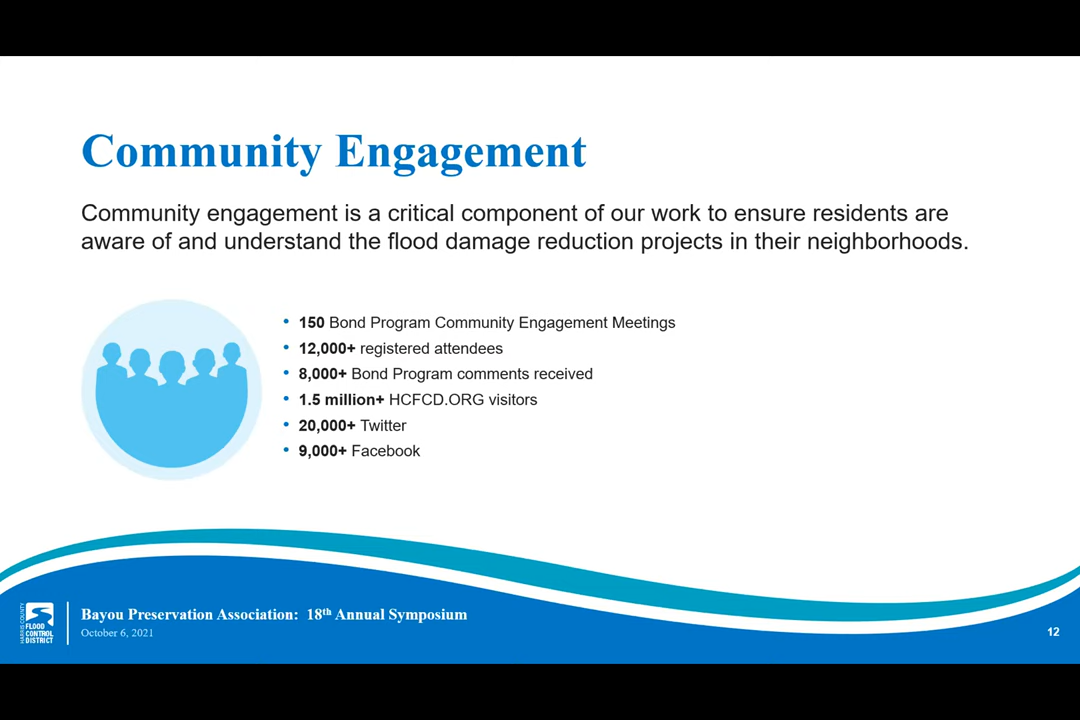 Community Engagement
Community engagement is a critical component of our work to ensure residents are
aware of and understand the flood damage reduction projects in their neighborhoods.
• 150 Bond Program Community Engagement Meetings
• 12,000+ registered attendees
• 8,000+ Bond Program comments received
• 1.5 million+ HCFCD.ORG visitors
• 20,000+ Twitter
• 9,000+ Facebook
HARRIS COUNTY
FLOOD
CONTROL
DISTRICT
Bayou Preservation Association: 18th Annual Symposium
October 6, 2021
12